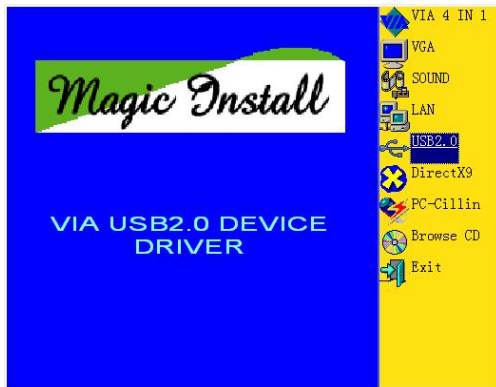 Magic Install
VIA USB2.0 DEVICE
DRIVER
VIA 4 IN 1
VGA
SOUND
LAN
USB2.0
DirectX9
PC-Cillin
Browse CD
Exit